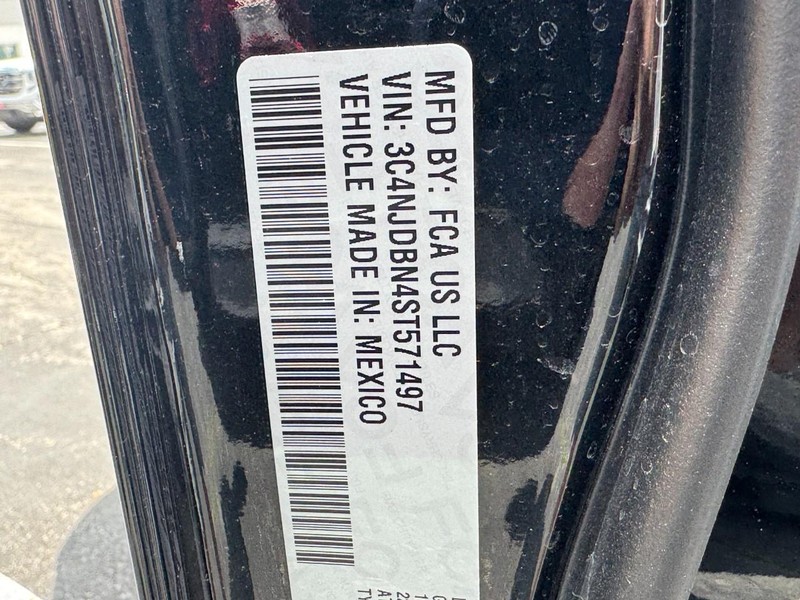 MFD BY: FCA US LLC
VIN: 3C4NJDBN4ST571497
VEHICLE MADE IN: MEXICO